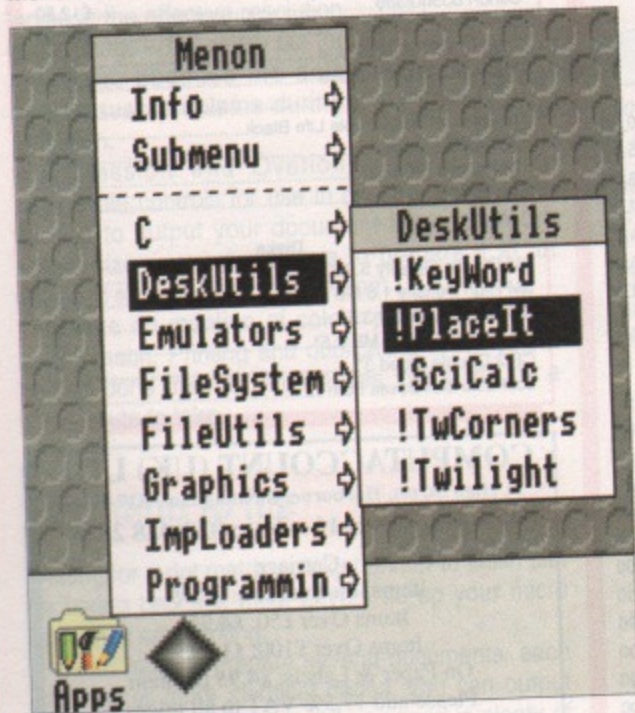 Menon
Info
Submenu
C
DeskUtils
Emulators
FileSystem
FileUtils
Graphics
ImpLoaders
Programmin
DeskUtils
!KeyWord
!PlaceIt
!SciCalc
!TwCorners
!Twilight
Apps